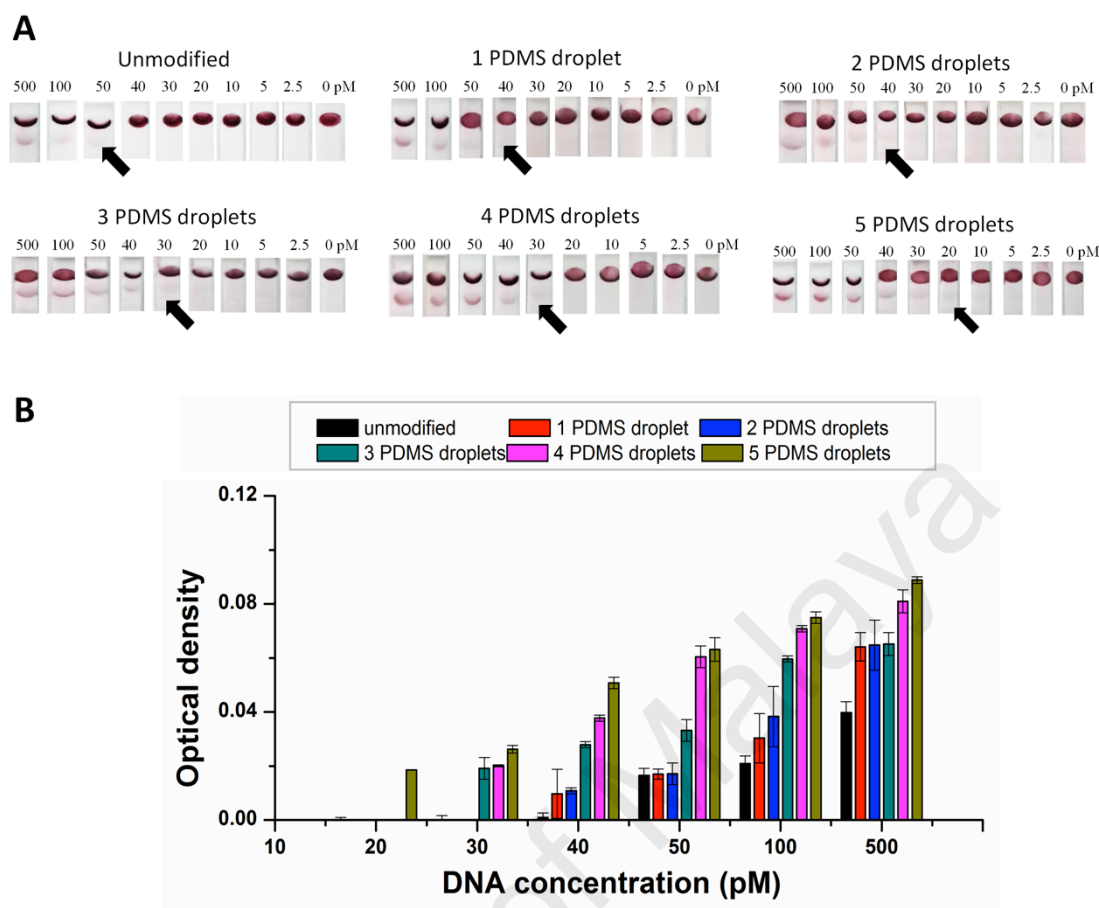 A
Unmodified
500 100 50 40 30 20 10 5 2.5 0 pM
1 PDMS droplet
500 100 50 40 30 20 10 5 2.5 0 pM
2 PDMS droplets
500 100 50 40 30 20 10 5 2.5 0 pM
3 PDMS droplets
500 100 50 40 30 20 10 5 2.5 0 pM
4 PDMS droplets
500 100 50 40 30 20 10 5 2.5 0 pM
5 PDMS droplets
500 100 50 40 30 20 10 5 2.5 0 pM
B
unmodified 1 PDMS droplet 2 PDMS droplets
3 PDMS droplets 4 PDMS droplets 5 PDMS droplets
0.12
0.08
0.04
0.00
Optical density
10 20 30 40 50 100 500
DNA concentration (pM)
of Malaya